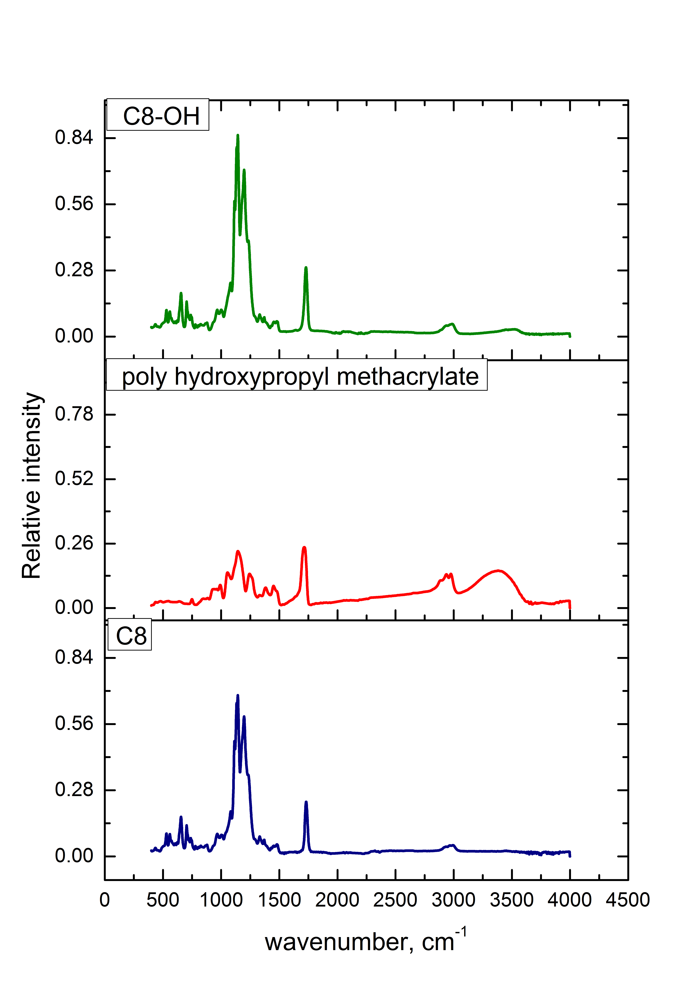 C8-OH
0.84
0.56
0.28
0.00
poly hydroxypropyl methacrylate
0.78
0.52
0.26
0.00
Relative intensity
C8
0.84
0.56
0.28
0.00
0 500 1000 1500 2000 2500 3000 3500 4000 4500
wavenumber, cm-1